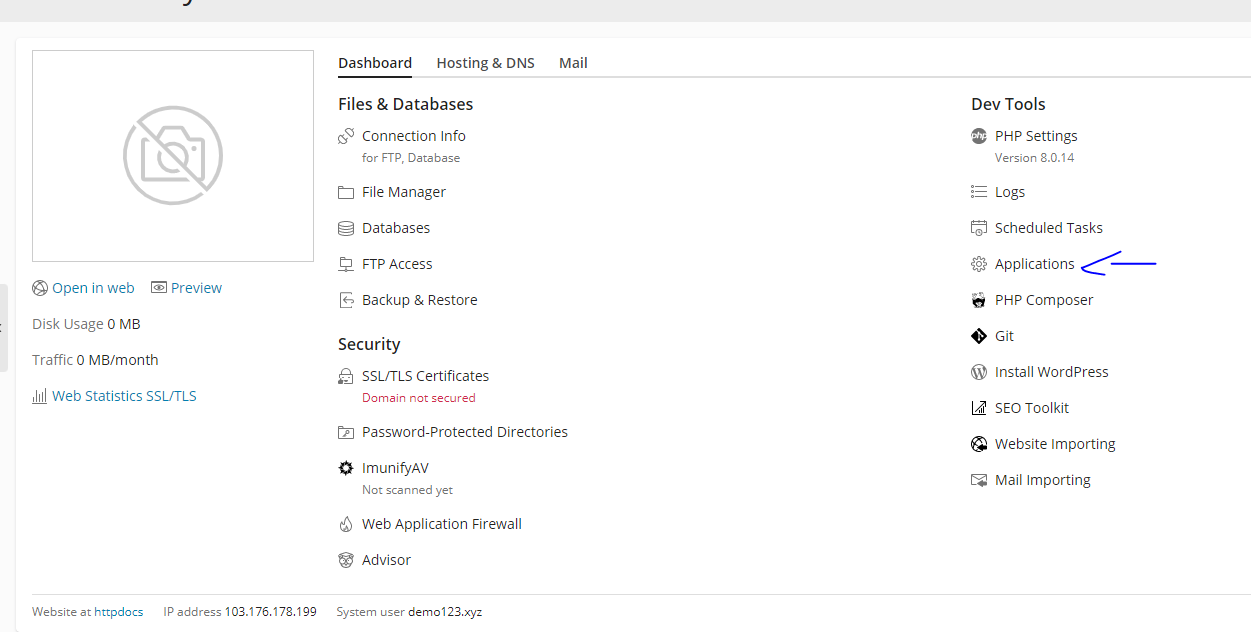 Dashboard
Hosting & DNS
Mail
Files & Databases
Connection Info
for FTP, Database
File Manager
Databases
FTP Access
Backup & Restore
Security
SSL/TLS Certificates
Domain not secured
Password-Protected Directories
ImunifyAV
Not scanned yet
Web Application Firewall
Advisor
Dev Tools
php PHP Settings
Version 8.0.14
Logs
Scheduled Tasks
Applications
PHP Composer
Git
Install WordPress
SEO Toolkit
Website Importing
Mail Importing
Open in web
Preview
Disk Usage 0 MB
Traffic 0 MB/month
Web Statistics SSL/TLS
Website at httpdocs
IP address 103.176.178.199
System user demo123.xyz